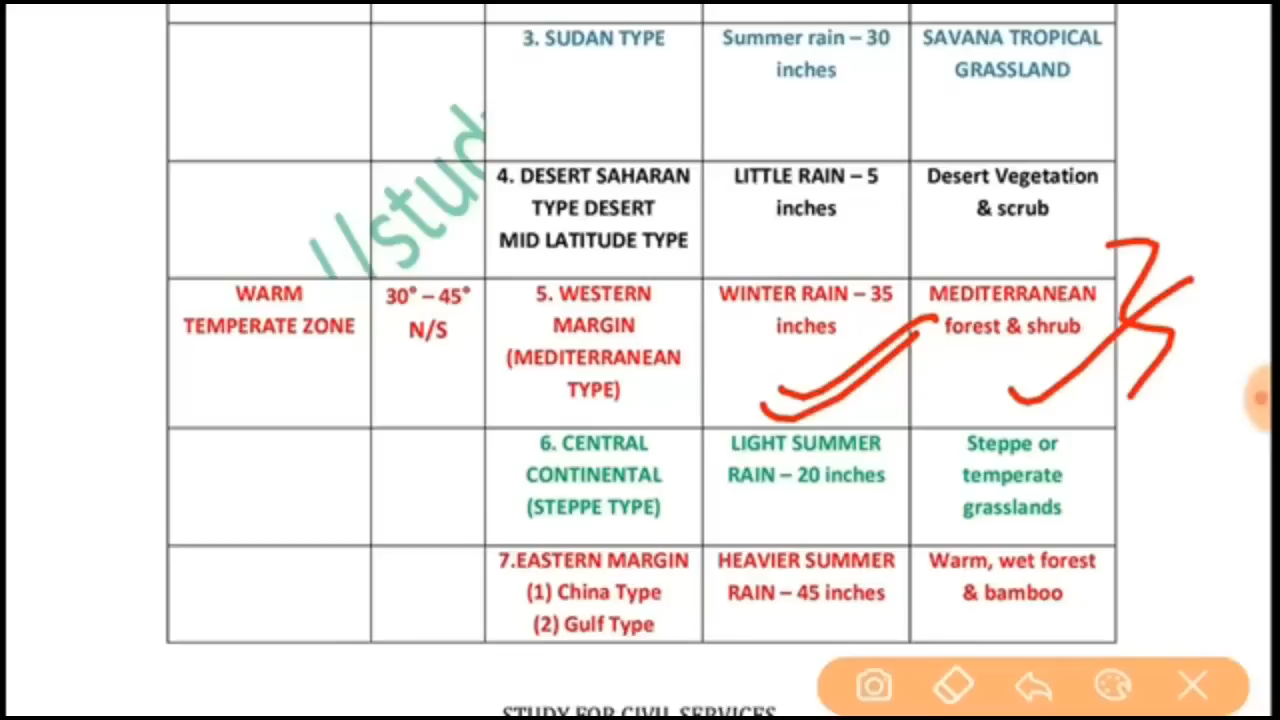 3. SUDAN TYPE
Summer rain – 30
inches
SAVANA TROPICAL
GRASSLAND
4. DESERT SAHARAN
TYPE DESERT
MID LATITUDE TYPE
LITTLE RAIN – 5
inches
Desert Vegetation
& scrub
WARM
TEMPERATE ZONE
30° – 45°
N/S
5. WESTERN
MARGIN
(MEDITERRANEAN
TYPE)
WINTER RAIN – 35
inches
MEDITERRANEAN
forest & shrub
6. CENTRAL
CONTINENTAL
(STEPPE TYPE)
LIGHT SUMMER
RAIN – 20 inches
Steppe or
temperate
grasslands
7.EASTERN MARGIN
(1) China Type
(2) Gulf Type
HEAVIER SUMMER
RAIN – 45 inches
Warm, wet forest
& bamboo
STUDY FOR CIVIL SERVICES